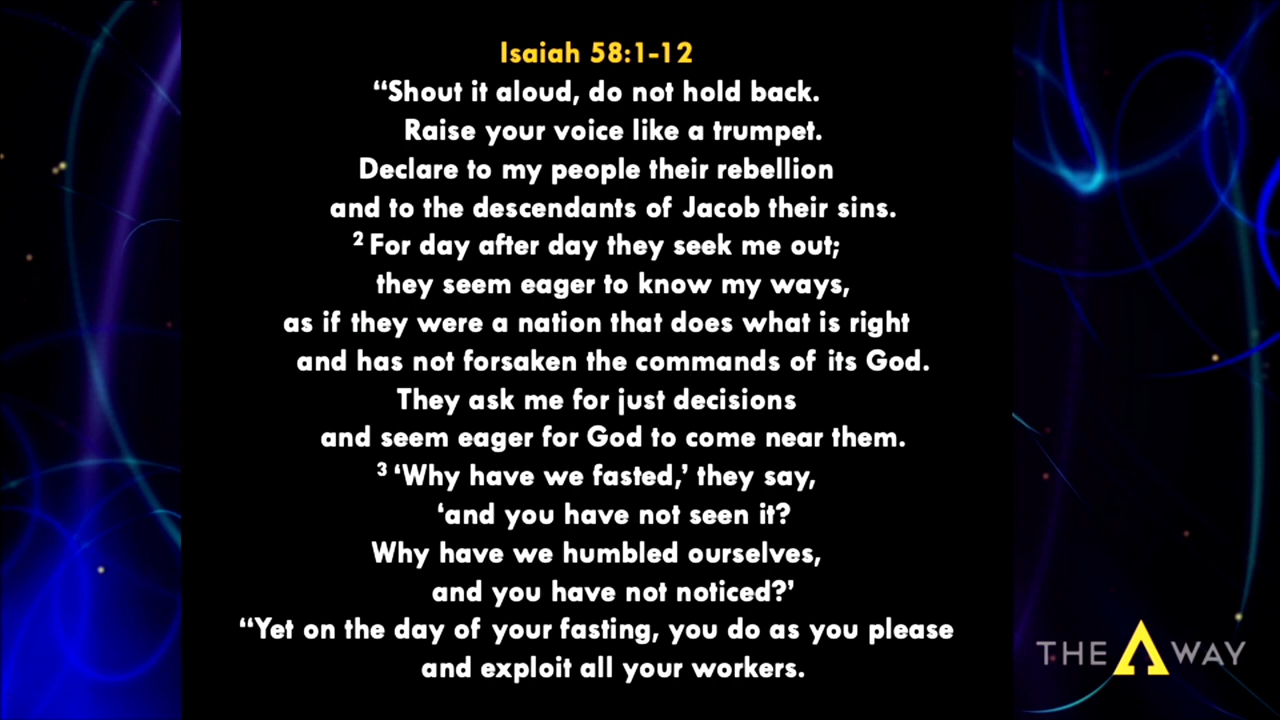 Isaiah 58:1-12
“Shout it aloud, do not hold back.
Raise your voice like a trumpet.
Declare to my people their rebellion
and to the descendants of Jacob their sins.
2 For day after day they seek me out;
they seem eager to know my ways,
as if they were a nation that does what is right
and has not forsaken the commands of its God.
They ask me for just decisions
and seem eager for God to come near them.
3 ‘Why have we fasted,’ they say,
‘and you have not seen it?
Why have we humbled ourselves,
and you have not noticed?’
“Yet on the day of your fasting, you do as you please
and exploit all your workers.
THE WAY